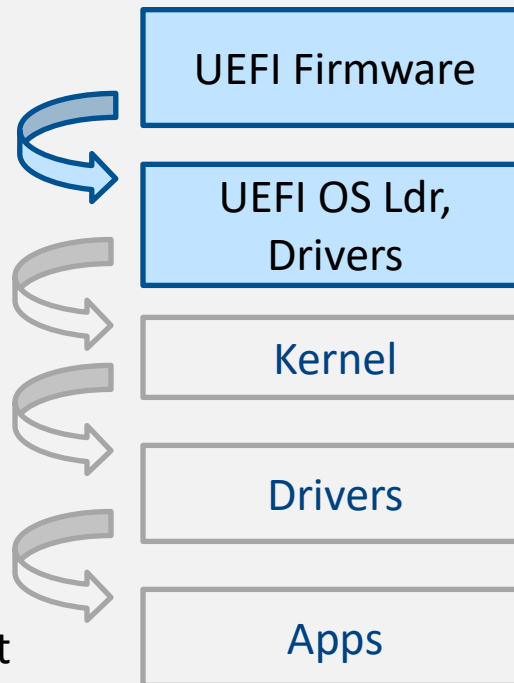 UEFI Firmware
UEFI OS Ldr,
Drivers
Kernel
Drivers
Apps
t